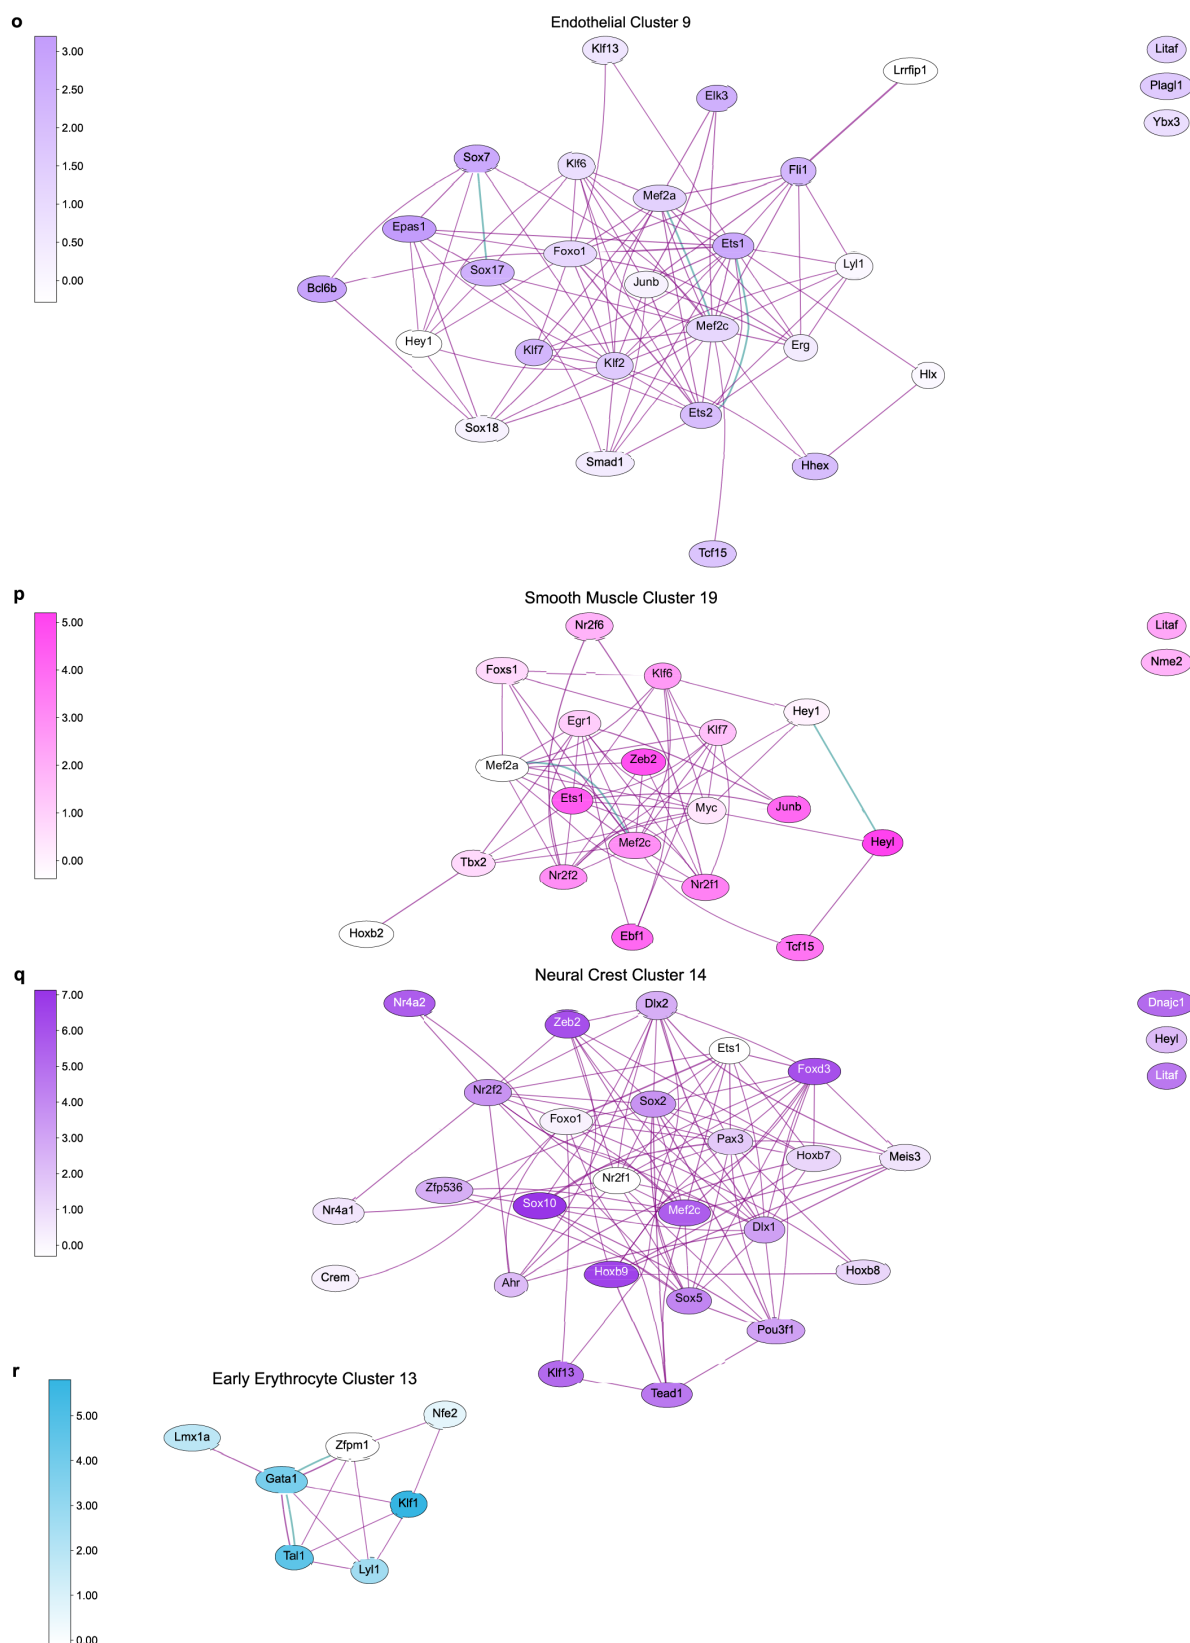 o
Endothelial Cluster 9
3.00
2.50
2.00
1.50
1.00
0.50
0.00
Klf13
Lrrfip1
Elk3
Sox7
Klf6
Fli1
Mef2a
Epas1
Ets1
Foxo1
Lyl1
Sox17
Junb
Bcl6b
Mef2c
Hey1
Klf7
Erg
Klf2
Hlx
Ets2
Sox18
Smad1
Hhex
Tcf15
Litaf
Plagl1
Ybx3
p
Smooth Muscle Cluster 19
5.00
4.00
3.00
2.00
1.00
0.00
Nr2f6
Foxs1
Klf6
Hey1
Egr1
Klf7
Zeb2
Mef2a
Ets1
Myc
Junb
Mef2c
Heyl
Tbx2
Nr2f2
Nr2f1
Hoxb2
Ebf1
Tcf15
Litaf
Nme2
q
Neural Crest Cluster 14
7.00
6.00
5.00
4.00
3.00
2.00
1.00
0.00
Nr4a2
Dlx2
Zeb2
Ets1
Foxd3
Nr2f2
Sox2
Foxo1
Pax3
Hoxb7
Meis3
Nr2f1
Zfp536
Sox10
Nr4a1
Mef2c
Dlx1
Crem
Ahr
Hoxb9
Hoxb8
Sox5
Pou3f1
Klf13
Tead1
Dnajc1
Heyl
Litaf
r
Early Erythrocyte Cluster 13
5.00
4.00
3.00
2.00
1.00
0.00
Nfe2
Lmx1a
Zfpm1
Gata1
Klf1
Tal1
Lyl1